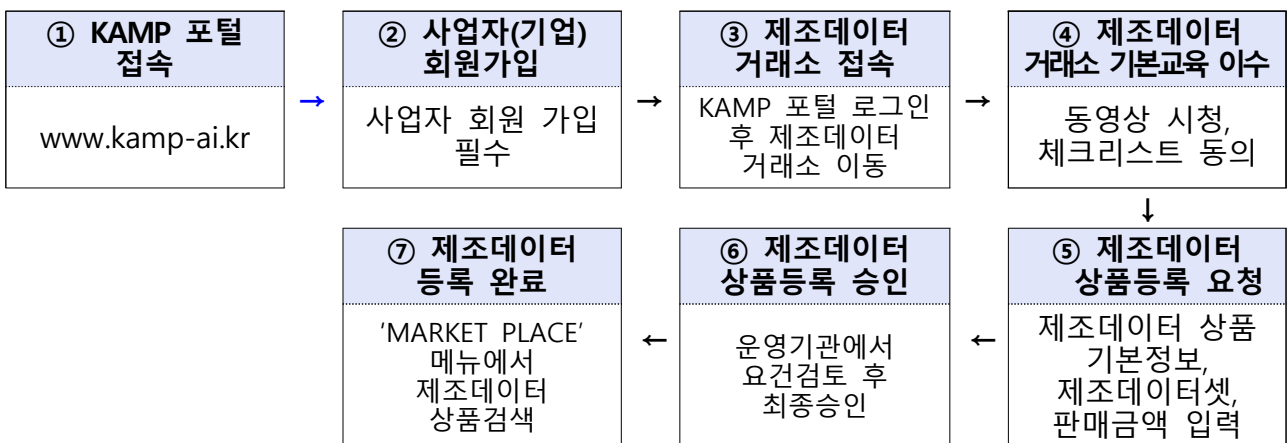 ① KAMP 포털
접속
www.kamp-ai.kr
→
② 사업자(기업)
회원가입
사업자 회원 가입
필수
→
③ 제조데이터
거래소 접속
KAMP 포털 로그인
후 제조데이터
거래소 이동
→
④ 제조데이터
거래소 기본교육 이수
동영상 시청,
체크리스트 동의
↓
⑤ 제조데이터
상품등록 요청
제조데이터 상품
기본정보,
제조데이터셋,
판매금액 입력
←
⑥ 제조데이터
상품등록 승인
운영기관에서
요건검토 후
최종승인
←
⑦ 제조데이터
등록 완료
'MARKET PLACE'
메뉴에서
제조데이터
상품검색